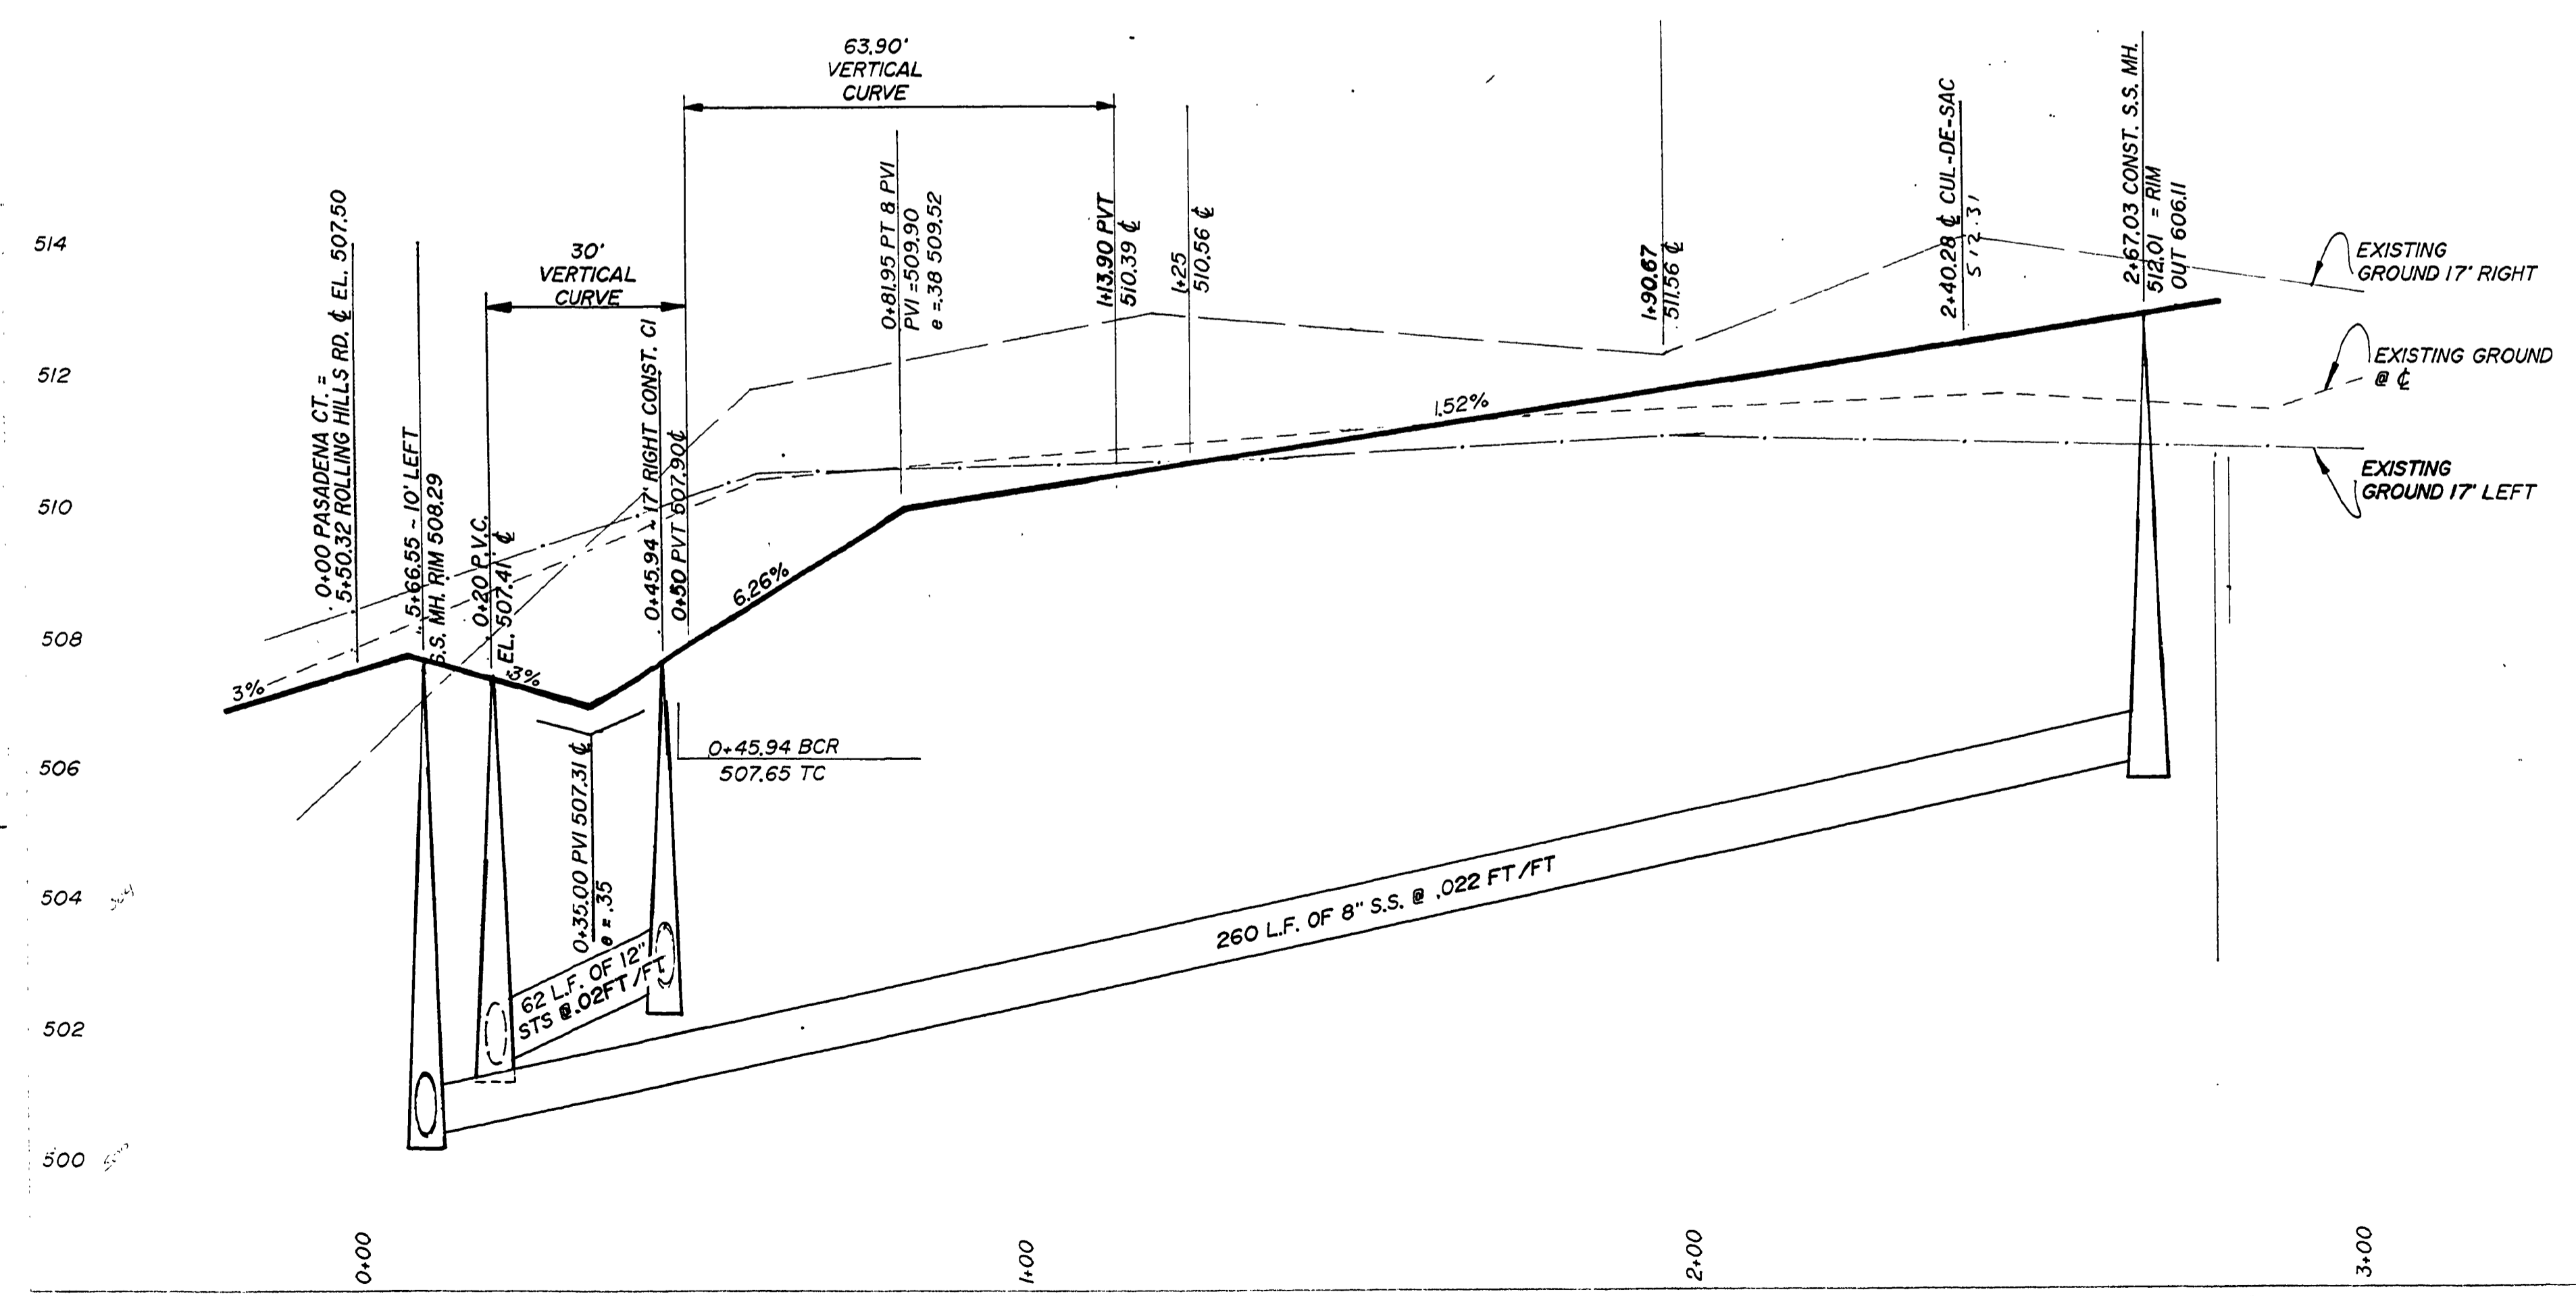 63.90'
VERTICAL
CURVE
30'
VERTICAL
CURVE
0+00 PASADENA CT. =
5+50.32 ROLLING HILLS RD. ℄ EL. 507.50
5+66.55 ~ 10' LEFT
S.S. MH. RIM 508.29
0+20 P.V.C.
EL. 507.41 ℄
0+45.94 ~ 17' RIGHT CONST. CI
0+50 PVT 507.90 ℄
0+81.95 PT 8 PVI
PVI = 509.90
e = .38 509.52
1+13.90 PVT
510.39 ℄
1+25
510.56 ℄
1+90.67
511.56 ℄
2+40.28 ℄ CUL-DE-SAC
512.31
2+67.03 CONST. S.S. MH.
512.01 = RIM
OUT 606.11
EXISTING
GROUND 17' RIGHT
EXISTING GROUND
@ ℄
EXISTING
GROUND 17' LEFT
514
512
510
508
506
504
504
502
500
500
3%
.3%
6.26%
1.52%
0+35.00 PVI 507.31 ℄
e = .35
0+45.94 BCR
507.65 TC
62 L.F. OF 12"
STS @ .02FT/FT
260 L.F. OF 8" S.S. @ .022 FT/FT
0+00
1+00
2+00
3+00